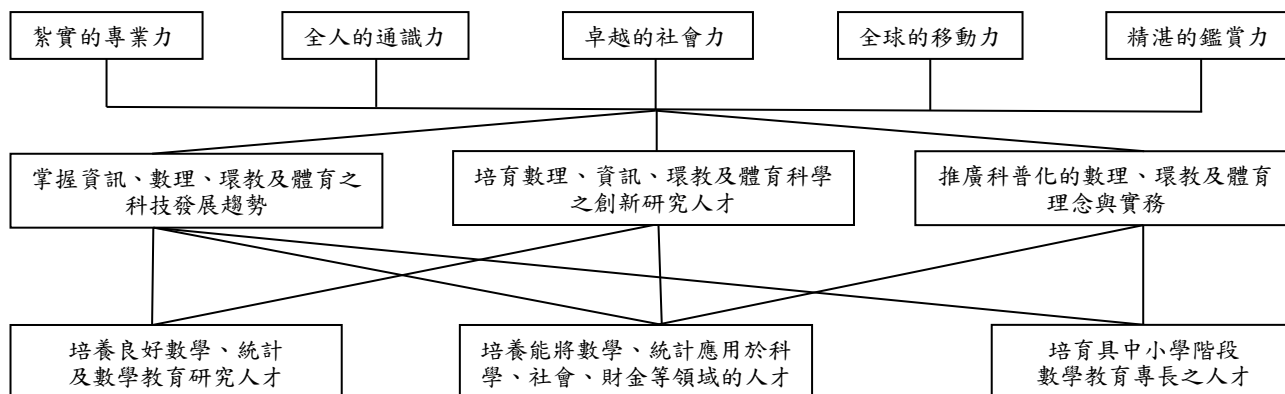 紮實的專業力
全人的通識力
卓越的社會力
全球的移動力
精湛的鑑賞力
掌握資訊、數理、環教及體育之
科技發展趨勢
培育數理、資訊、環教及體育科學
之創新研究人才
推廣科普化的數理、環教及體育
理念與實務
培養良好數學、統計
及數學教育研究人才
培養能將數學、統計應用於科
學、社會、財金等領域的人才
培育具中小學階段
數學教育專長之人才